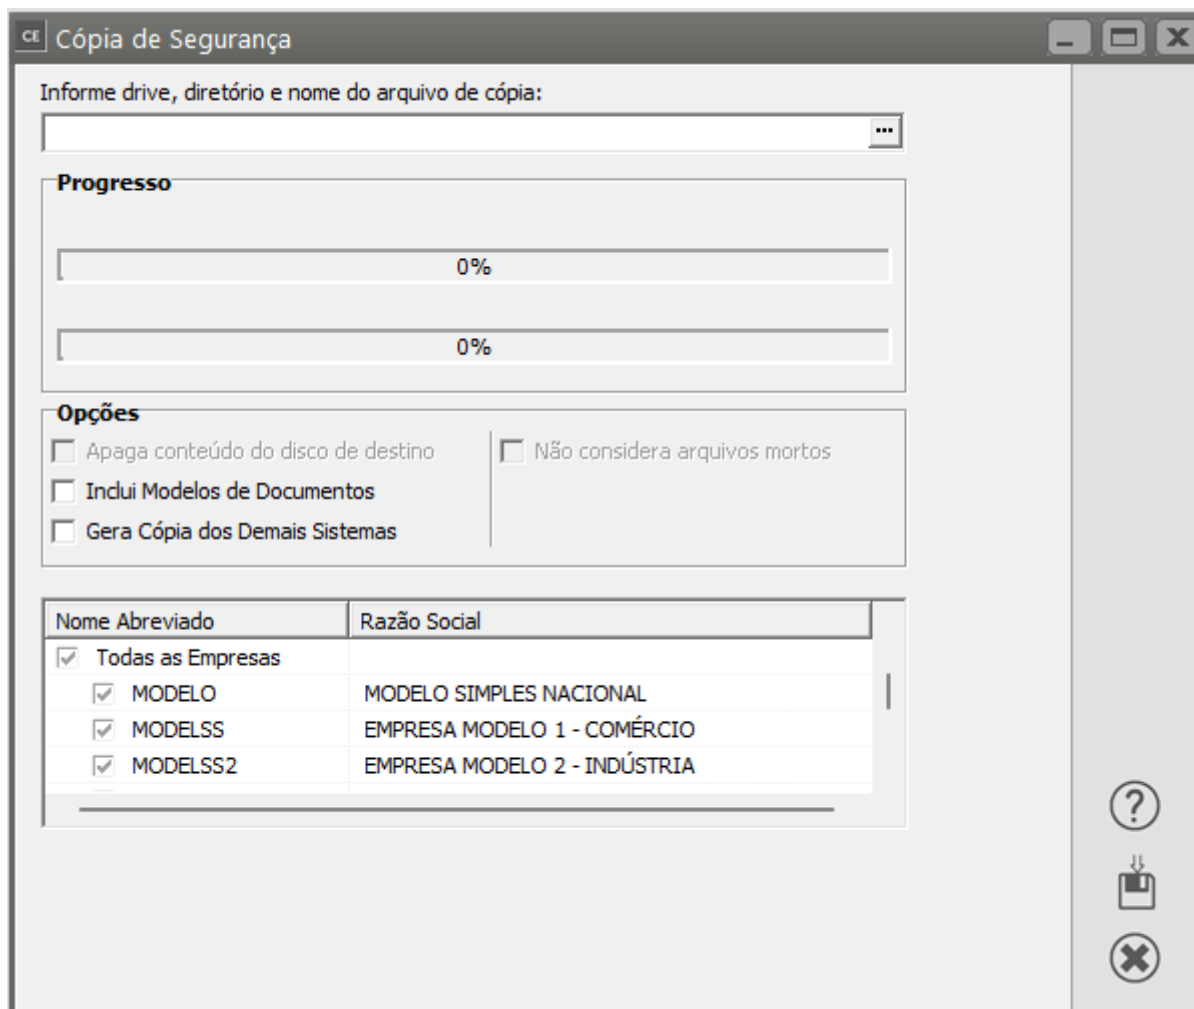 CE Cópia de Segurança
Informe drive, diretório e nome do arquivo de cópia:
...
Progresso
0%
0%
Opções
Apaga conteúdo do disco de destino
Não considera arquivos mortos
Inclui Modelos de Documentos
Gera Cópia dos Demais Sistemas
Nome Abreviado Razão Social
Todas as Empresas
MODELO MODELO SIMPLES NACIONAL
MODELSS EMPRESA MODELO 1 - COMÉRCIO
MODELSS2 EMPRESA MODELO 2 - INDÚSTRIA
?